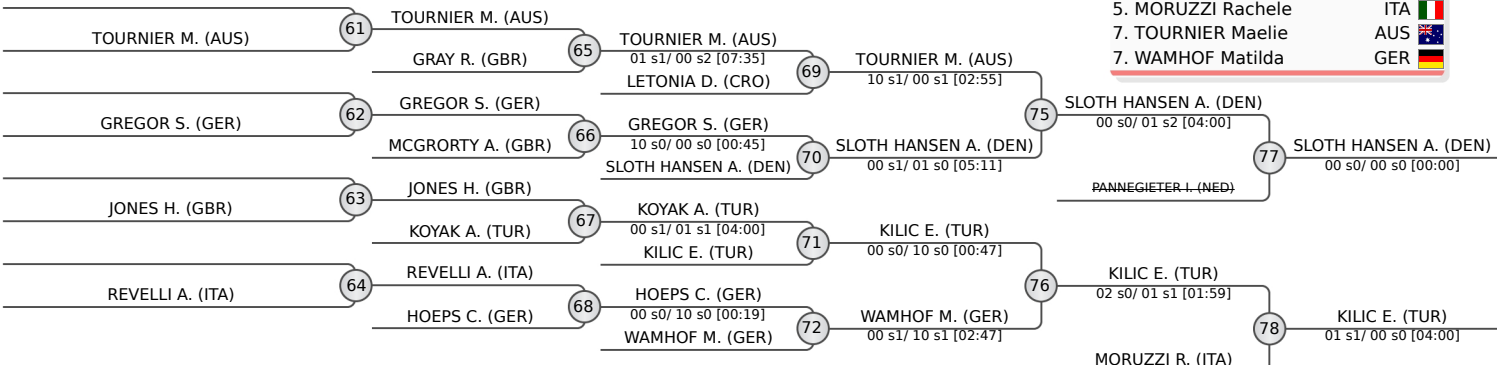 5. MORUZZI Rachele ITA
7. TOURNIER Maelie AUS
7. WAMHOF Matilda GER
TOURNIER M. (AUS)
61
TOURNIER M. (AUS)
GRAY R. (GBR)
65
TOURNIER M. (AUS)
01 s1/ 00 s2 [07:35]
LETONIA D. (CRO)
69
TOURNIER M. (AUS)
10 s1/ 00 s1 [02:55]
GREGOR S. (GER)
62
GREGOR S. (GER)
MCGRORTY A. (GBR)
66
GREGOR S. (GER)
10 s0/ 00 s0 [00:45]
SLOTH HANSEN A. (DEN)
70
SLOTH HANSEN A. (DEN)
00 s1/ 01 s0 [05:11]
75
SLOTH HANSEN A. (DEN)
00 s0/ 01 s2 [04:00]
PANNEGIETER I. (NED)
77
SLOTH HANSEN A. (DEN)
00 s0/ 00 s0 [00:00]
JONES H. (GBR)
63
JONES H. (GBR)
KOYAK A. (TUR)
67
KOYAK A. (TUR)
00 s1/ 01 s1 [04:00]
KILIC E. (TUR)
71
KILIC E. (TUR)
00 s0/ 10 s0 [00:47]
REVELLI A. (ITA)
64
REVELLI A. (ITA)
HOEPS C. (GER)
68
HOEPS C. (GER)
00 s0/ 10 s0 [00:19]
WAMHOF M. (GER)
72
WAMHOF M. (GER)
00 s1/ 10 s1 [02:47]
76
KILIC E. (TUR)
02 s0/ 01 s1 [01:59]
MORUZZI R. (ITA)
78
KILIC E. (TUR)
01 s1/ 00 s0 [04:00]